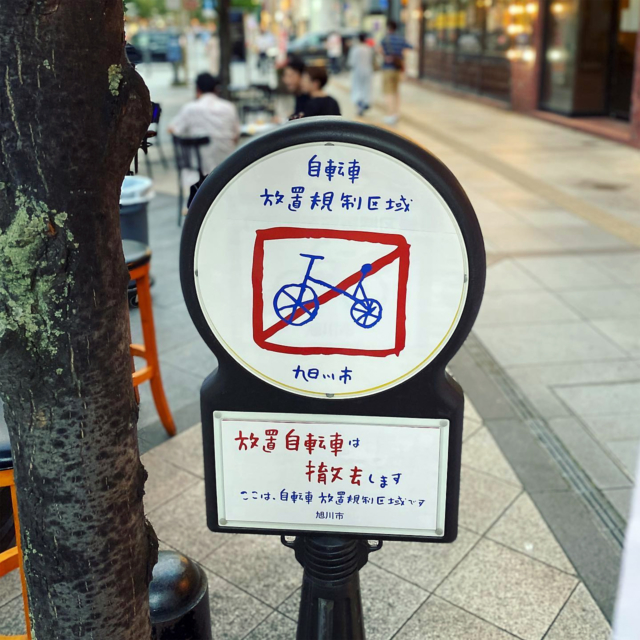 自転車
放置規制区域
旭川市
放置自転車は
撤去します
ここは、自転車放置規制区域です
旭川市